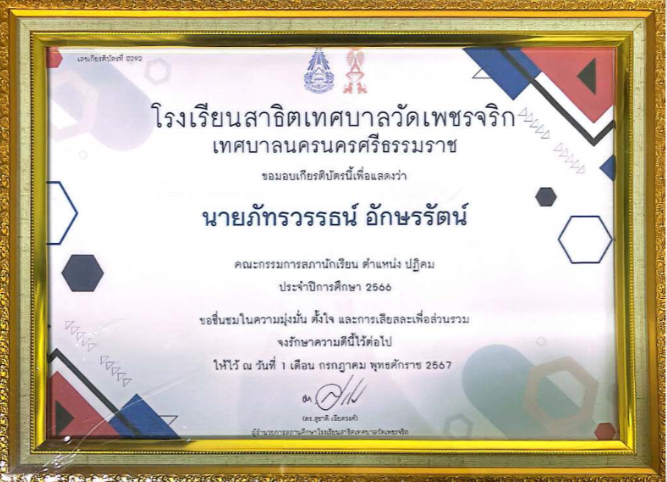 เลขเกียรติบัตรที่ 0292
โรงเรียนสาธิตเทศบาลวัดเพชรจริก
เทศบาลนครนครศรีธรรมราช
ขอมอบเกียรติบัตรนี้เพื่อแสดงว่า
นายภัทรวรรธน์ อักษรรัตน์
คณะกรรมการสภานักเรียน ตำแหน่ง ปฏิคม
ประจำปีการศึกษา 2566
ขอชื่นชมในความมุ่งมั่น ตั้งใจ และการเสียสละเพื่อส่วนรวม
จงรักษาความดีนี้ไว้ต่อไป
ให้ไว้ ณ วันที่ 1 เดือน กรกฎาคม พุทธศักราช 2567
(ดร.สุชาติ เฉียดรงค์)
ผู้อำนวยการสถานศึกษาโรงเรียนสาธิตเทศบาลวัดเพชรจริก